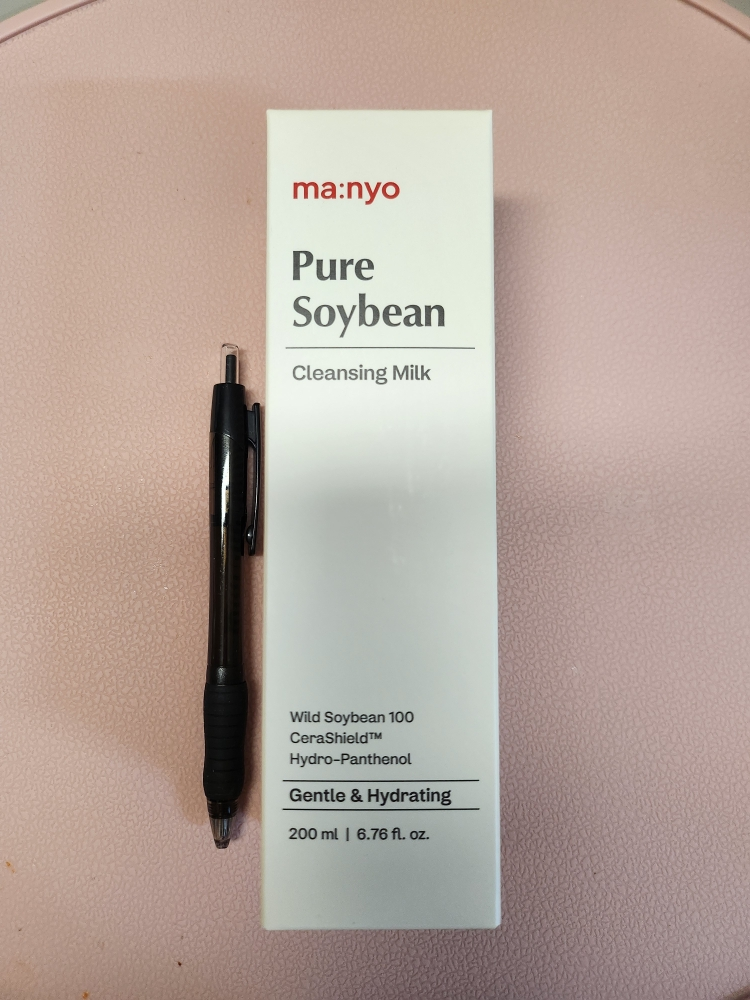 ma:nyo
Pure
Soybean
Cleansing Milk
Wild Soybean 100
CeraShield™
Hydro-Panthenol
Gentle & Hydrating
200 ml | 6.76 fl. oz.